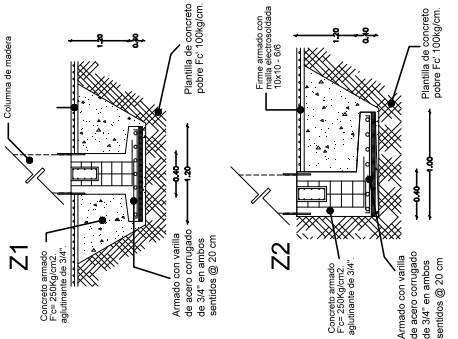 Columna de madera
1.20
0.40
Plantilla de concreto
pobre Fc' 100kg/cm.
0.40
1.20
Z1
Concreto armado
F'c= 250Kg/cm2.
aglutinante de 3/4".
Armado con varilla
de acero corrugado
de 3/4" en ambos
sentidos @ 20 cm
Firme armado con
malla electrosoldada
10x10 - 6/6
1.20
0.40
Plantilla de concreto
pobre Fc' 100kg/cm.
0.40
1.00
Z2
Concreto armado
F'c= 250Kg/cm2.
aglutinante de 3/4".
Armado con varilla
de acero corrugado
de 3/4" en ambos
sentidos @ 20 cm